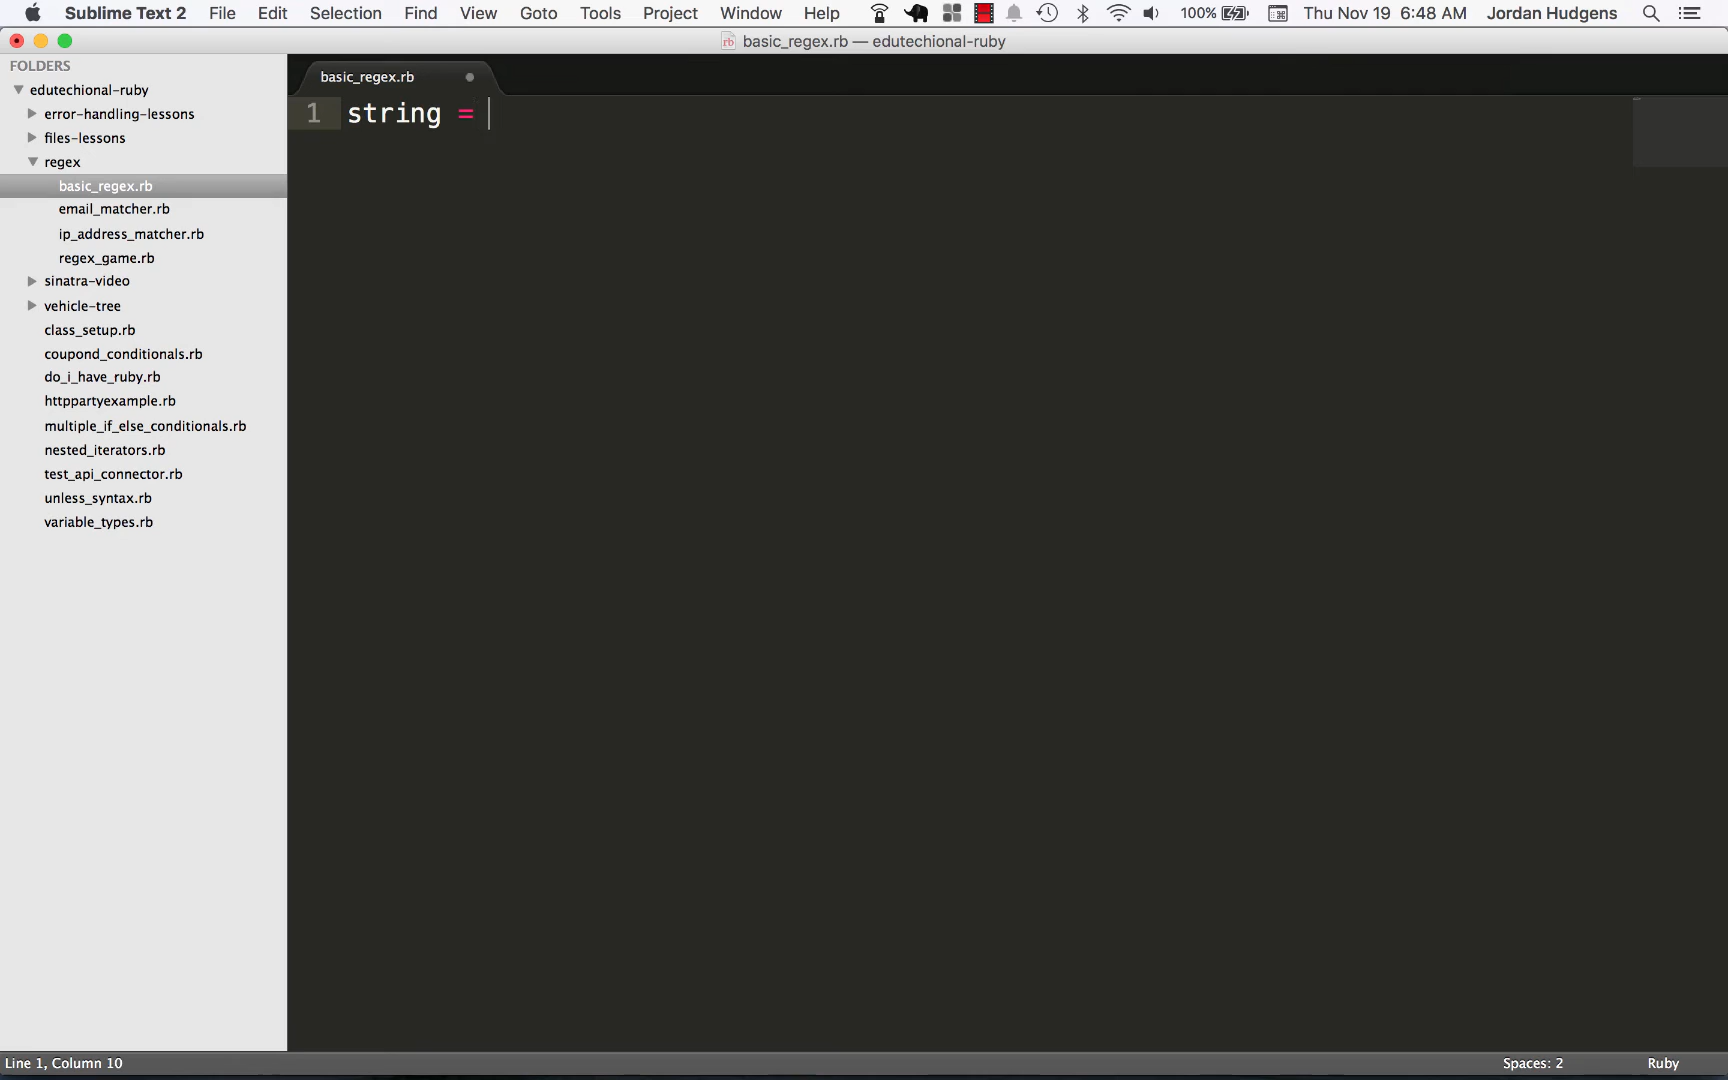 Sublime Text 2 File Edit Selection Find View Goto Tools Project Window Help 100% Thu Nov 19 6:48 AM Jordan Hudgens
rb basic_regex.rb — edutechional-ruby
FOLDERS
edutechional-ruby
error-handling-lessons
files-lessons
regex
basic_regex.rb
email_matcher.rb
ip_address_matcher.rb
regex_game.rb
sinatra-video
vehicle-tree
class_setup.rb
coupond_conditionals.rb
do_i_have_ruby.rb
httppartyexample.rb
multiple_if_else_conditionals.rb
nested_iterators.rb
test_api_connector.rb
unless_syntax.rb
variable_types.rb
basic_regex.rb
1 string =
Line 1, Column 10 Spaces: 2 Ruby